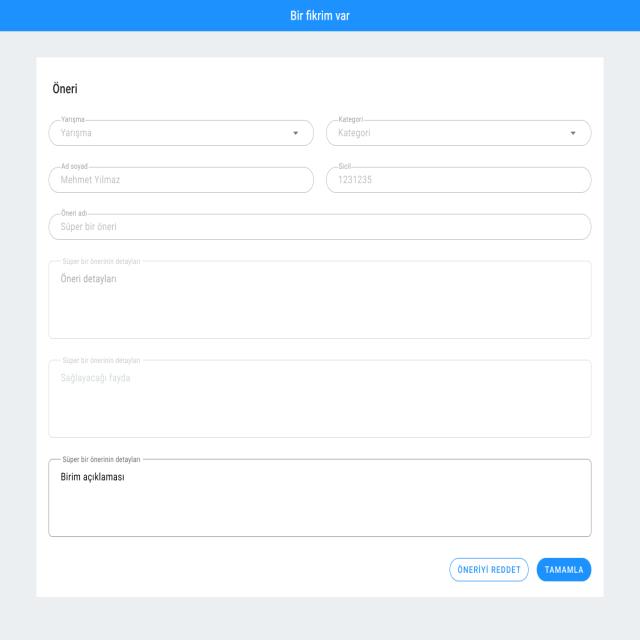 Bir fikrim var
Öneri
Yarışma
Yarışma
Kategori
Kategori
Ad soyad
Mehmet Yılmaz
Sicil
1231235
Öneri adı
Süper bir öneri
Süper bir önerinin detayları
Öneri detayları
Süper bir önerinin detayları
Sağlayacağı fayda
Süper bir önerinin detayları
Birim açıklaması
ÖNERİYİ REDDET
TAMAMLA